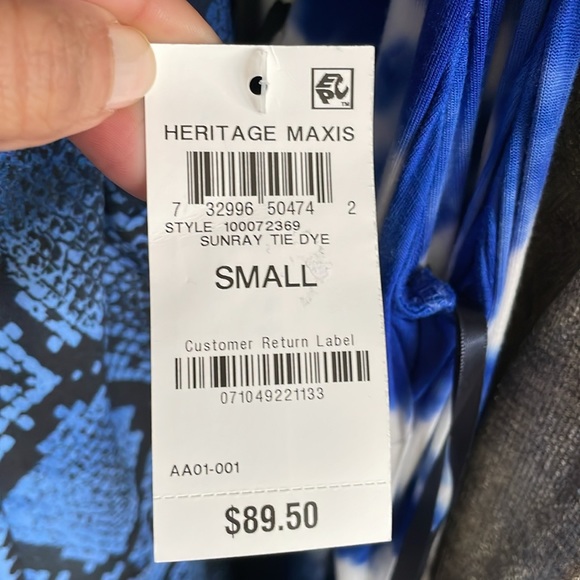 EPC™
HERITAGE MAXIS
7 32996 50474 2
STYLE 100072369
SUNRAY TIE DYE
SMALL
Customer Return Label
071049221133
AA01-001
$89.50